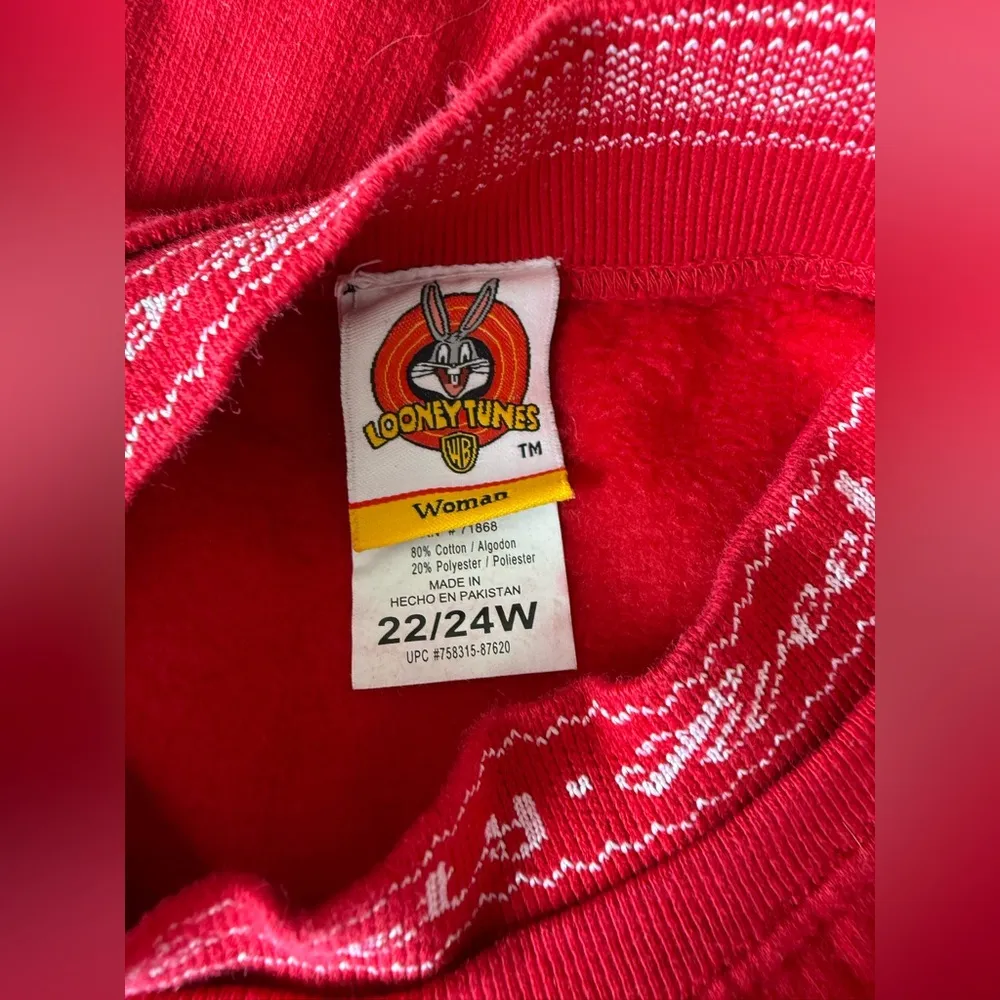 LOONEY TUNES
WB
TM
Woman
# 71868
80% Cotton / Algodon
20% Polyester / Poliester
MADE IN
HECHO EN PAKISTAN
22/24W
UPC #758315-87620